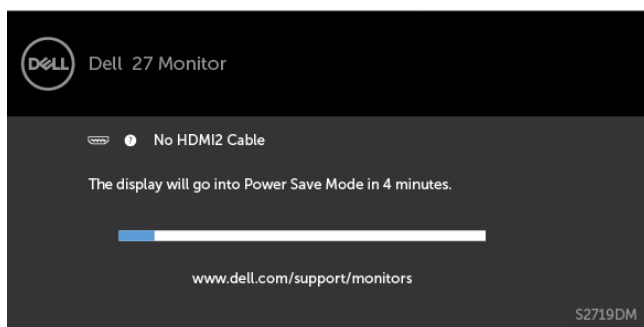 DELL
Dell 27 Monitor
? No HDMI2 Cable
The display will go into Power Save Mode in 4 minutes.
www.dell.com/support/monitors
S2719DM